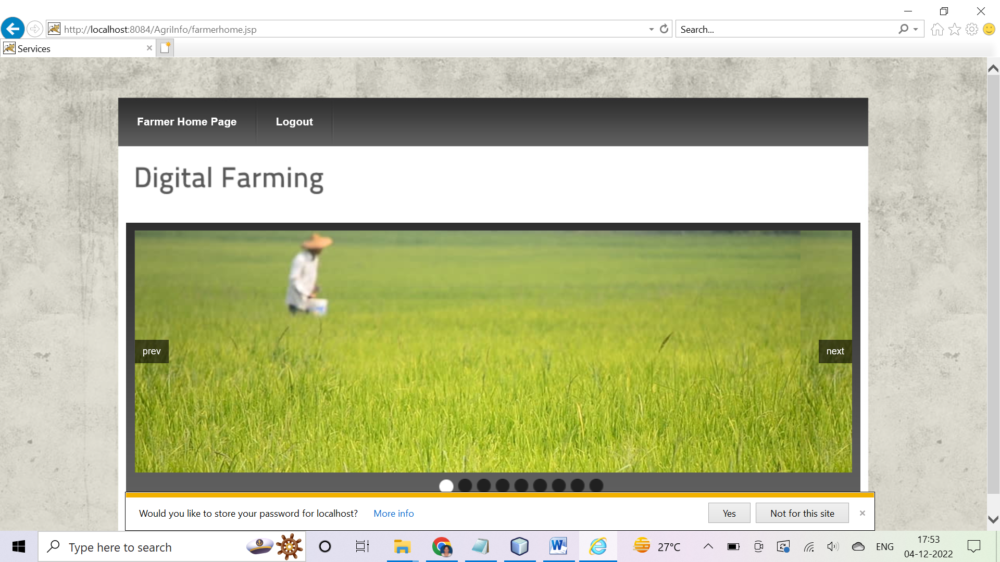 http://localhost:8084/AgriInfo/farmerhome.jsp
Search...
Services
Farmer Home Page
Logout
Digital Farming
prev
next
Would you like to store your password for localhost?
More info
Yes
Not for this site
Type here to search
27°C
ENG
17:53
04-12-2022